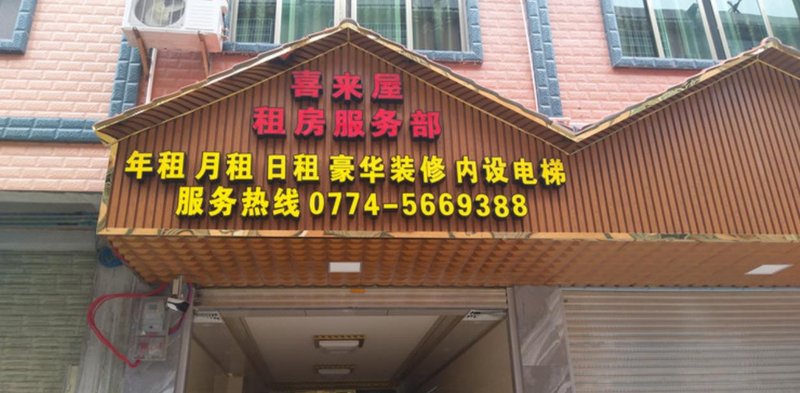 喜来屋
租房服务部
年租 月租 日租 豪华装修 内设电梯
服务热线 0774-5669388